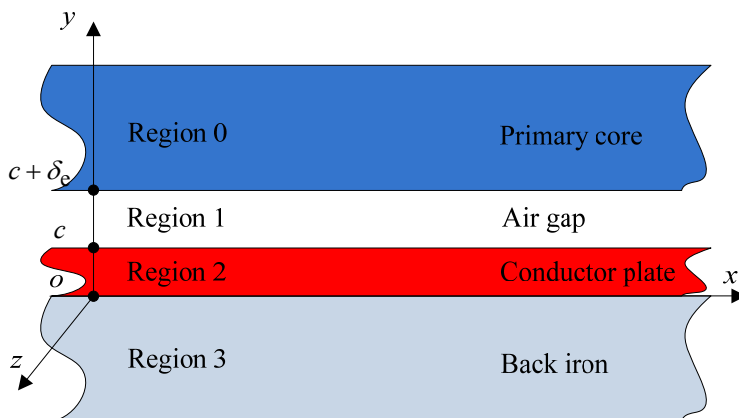 y
Region 0 Primary core
c + δe
Region 1 Air gap
c
Region 2 Conductor plate
o
x
z
Region 3 Back iron